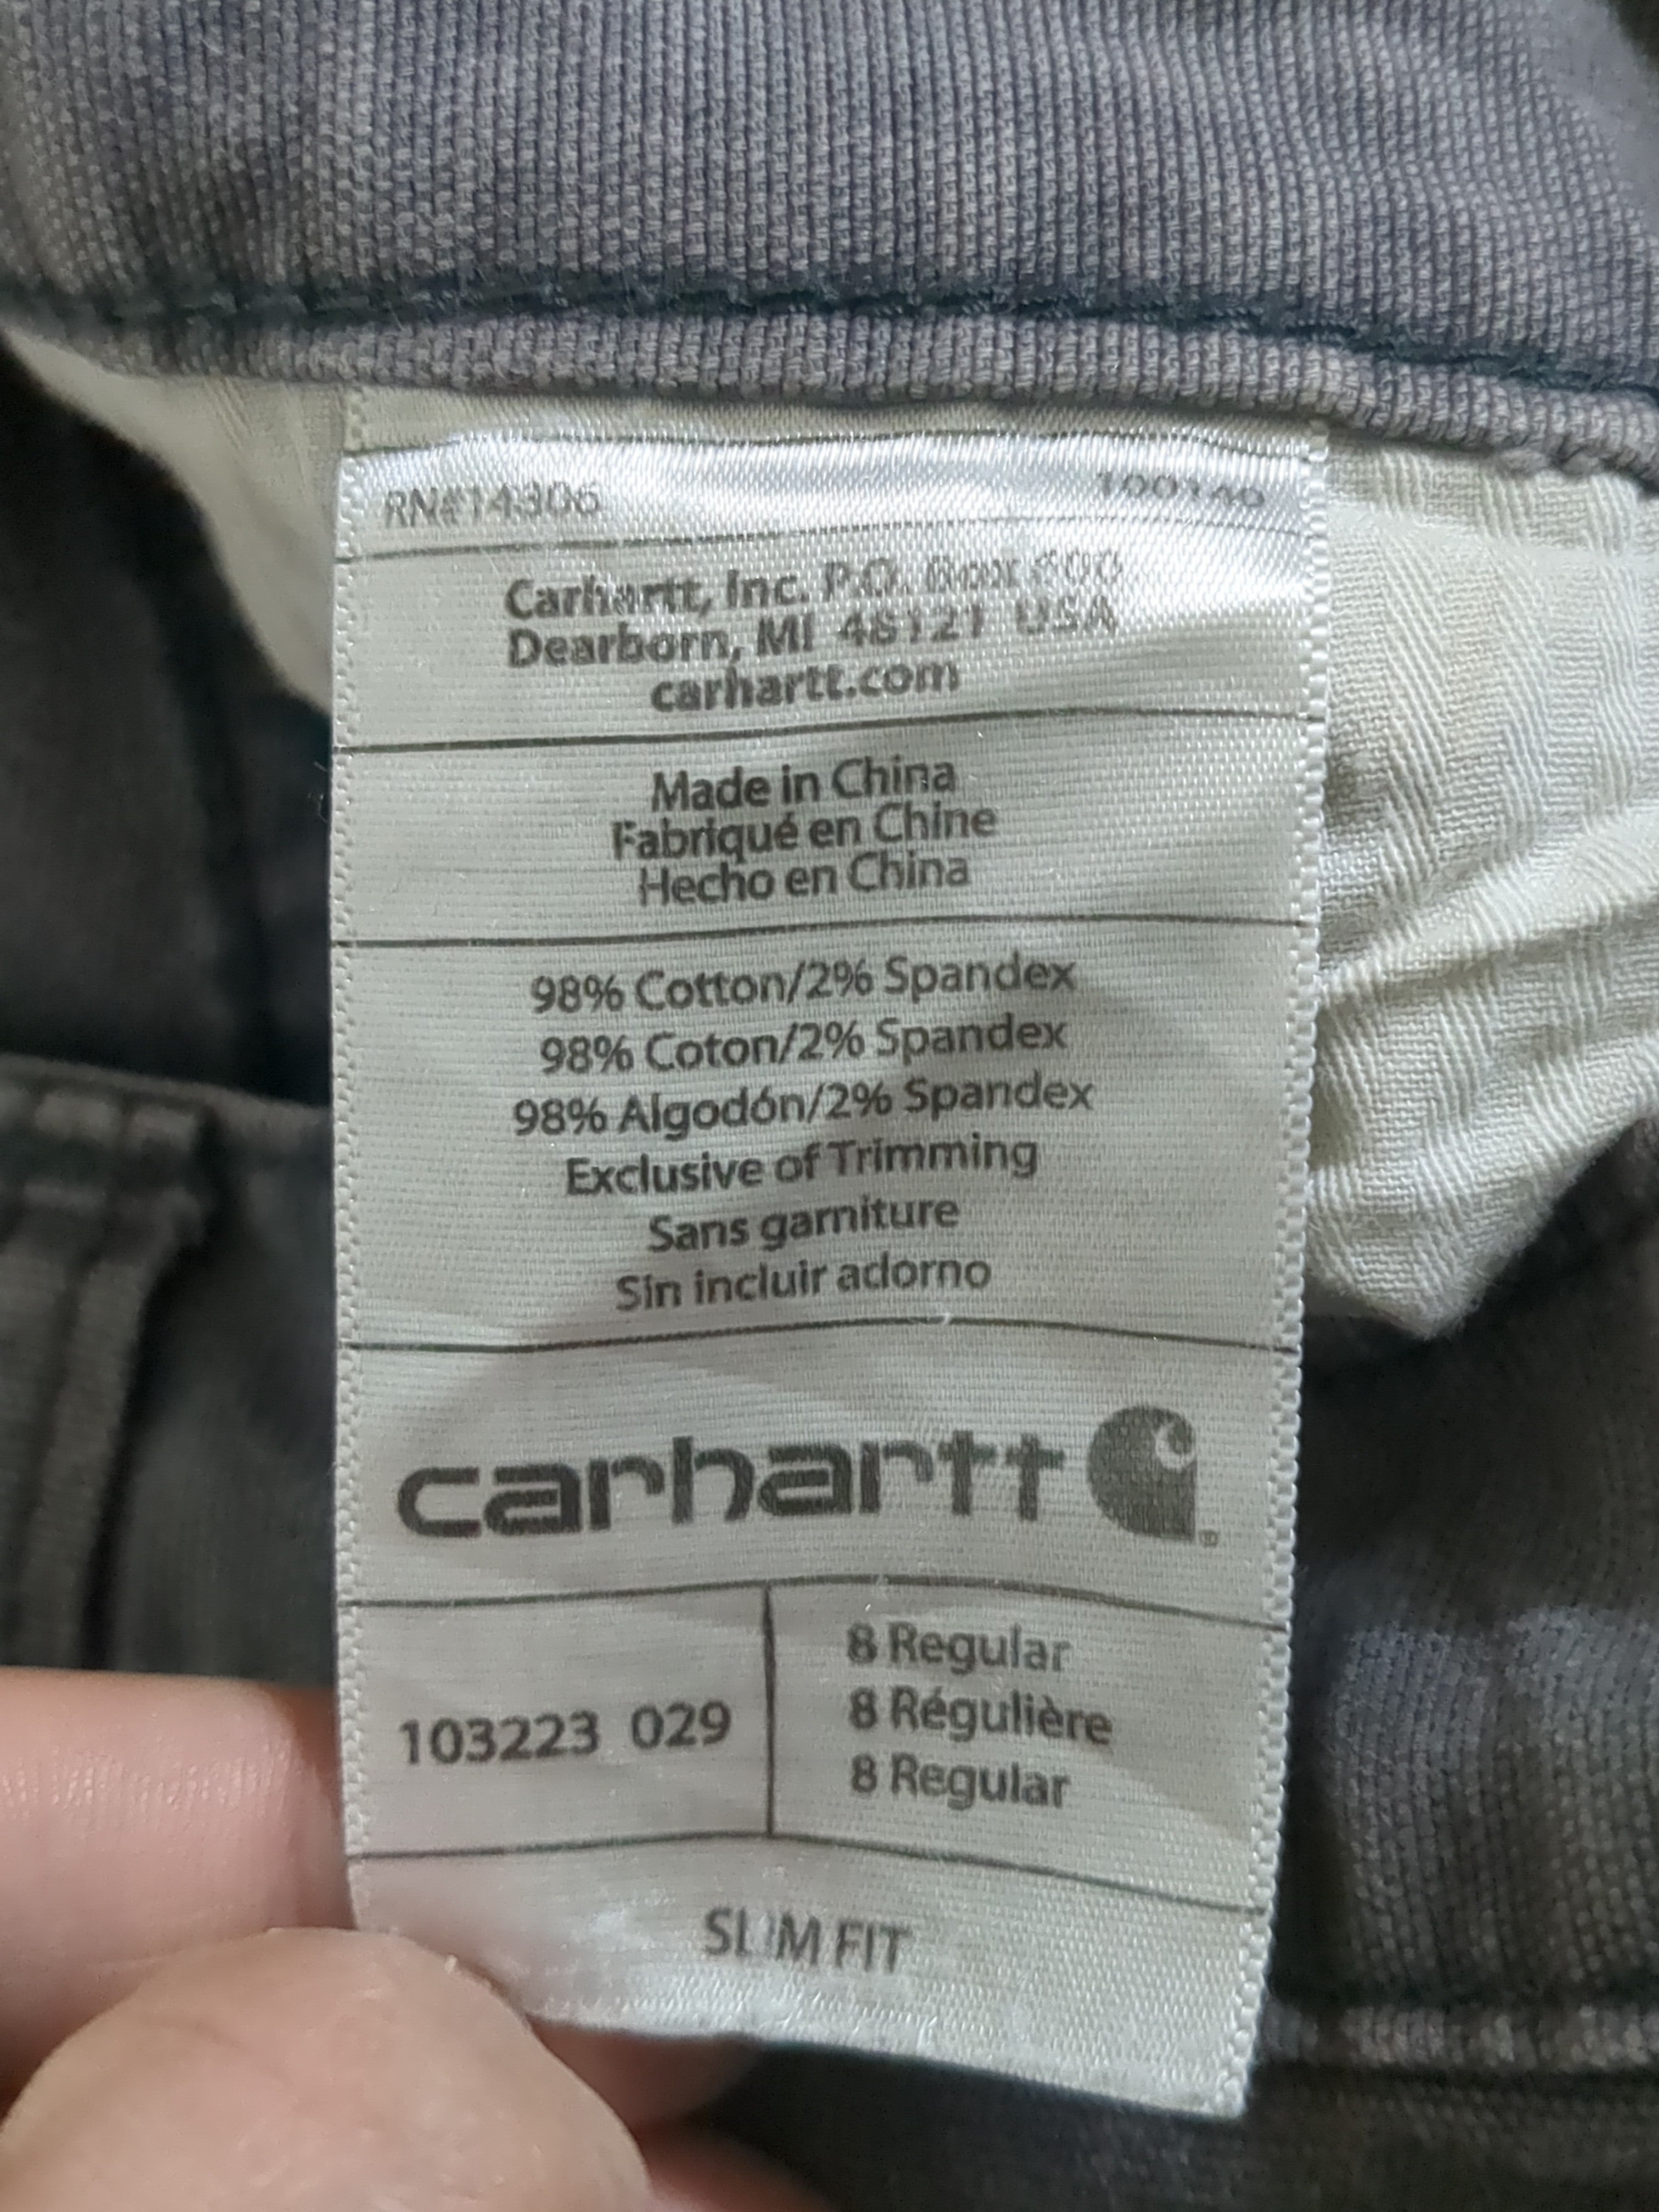 RN#14306
100140
Carhartt, Inc. P.O. Box 600
Dearborn, MI 48121 USA
carhartt.com
Made in China
Fabriqué en Chine
Hecho en China
98% Cotton/2% Spandex
98% Coton/2% Spandex
98% Algodón/2% Spandex
Exclusive of Trimming
Sans garniture
Sin incluir adorno
carhartt
103223 029
8 Regular
8 Régulière
8 Regular
SLIM FIT